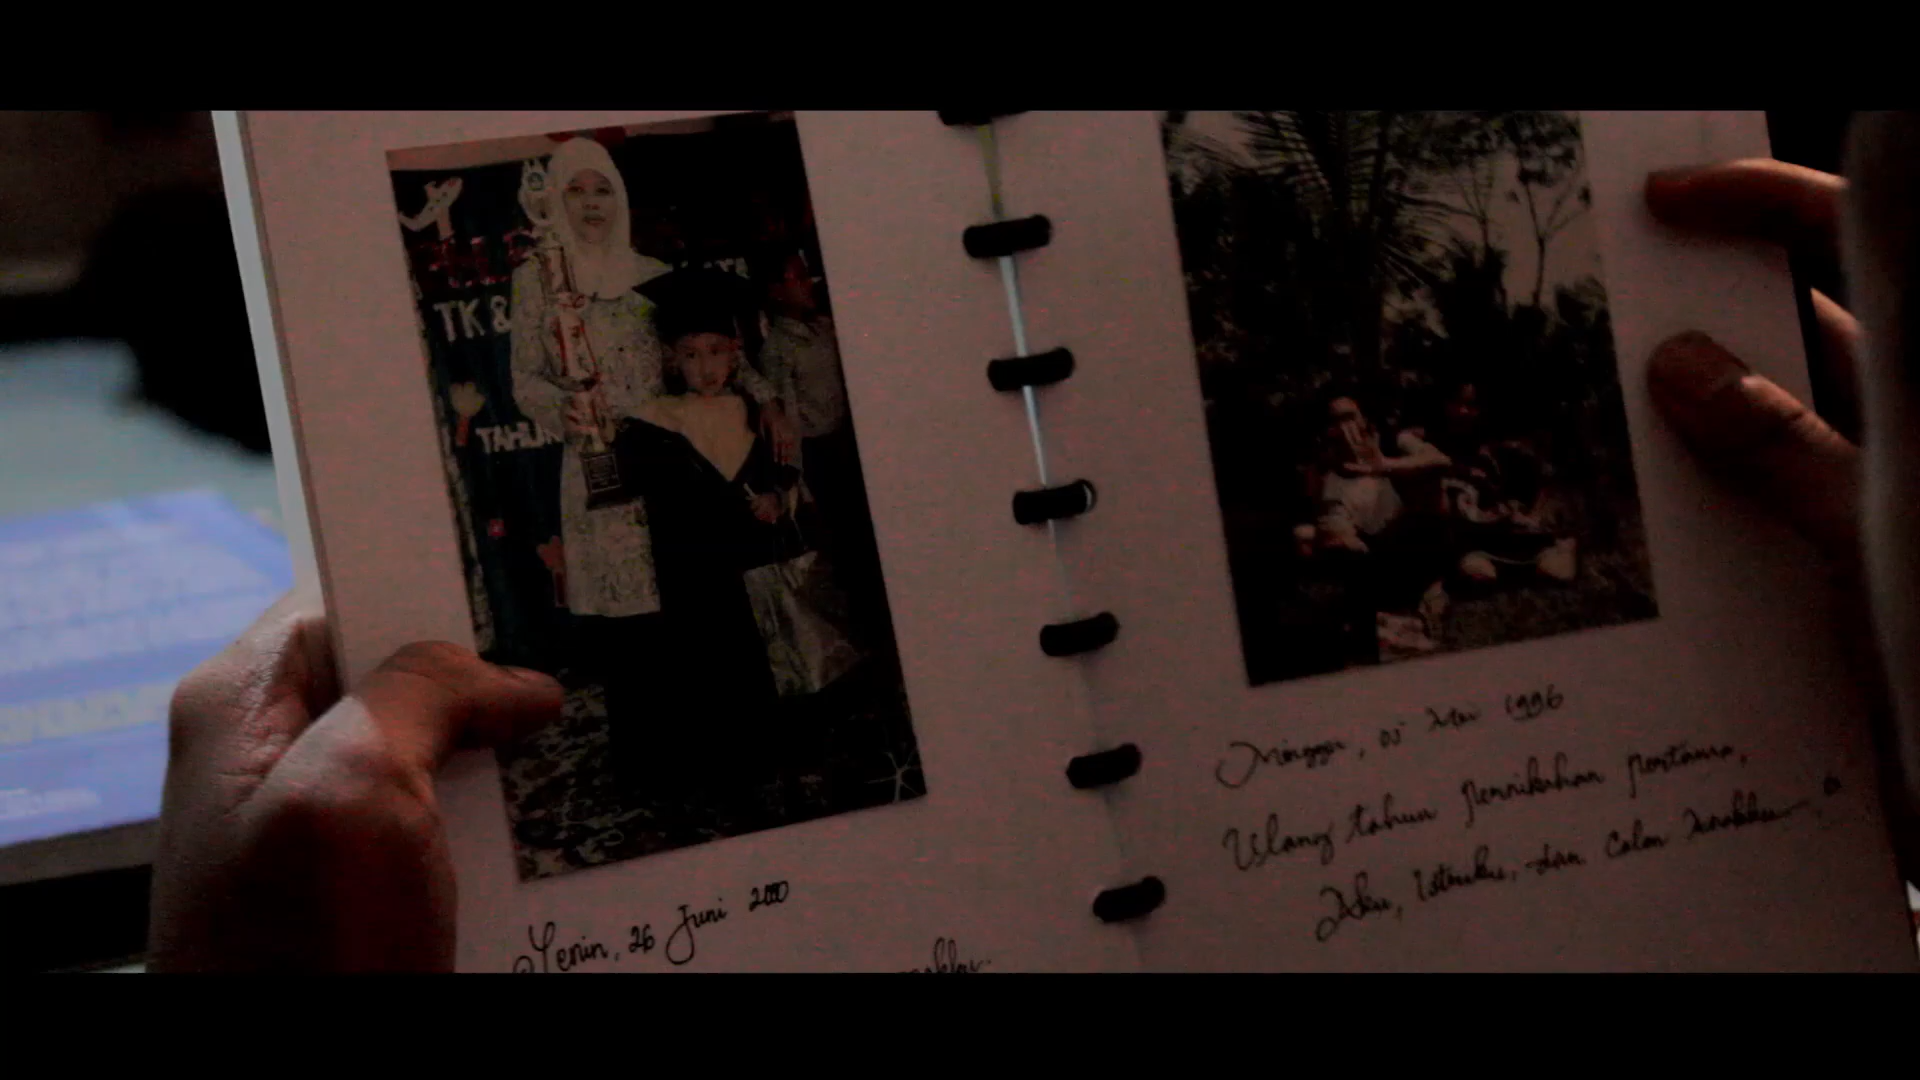 TK &
TAHUN
Senin, 26 Juni 2000
Minggu, 05 Mei 1996
Ulang tahun pernikahan pertama,
Aku, Istriku, dan Calon Anakku